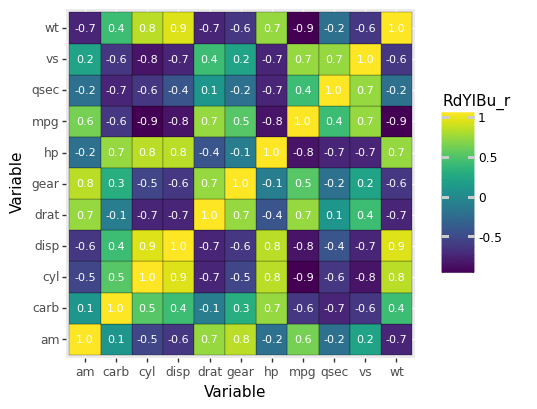 wt -0.7 0.4 0.8 0.9 -0.7 -0.6 0.7 -0.9 -0.2 -0.6 1.0
vs 0.2 -0.6 -0.8 -0.7 0.4 0.2 -0.7 0.7 0.7 1.0 -0.6
qsec -0.2 -0.7 -0.6 -0.4 0.1 -0.2 -0.7 0.4 1.0 0.7 -0.2
mpg 0.6 -0.6 -0.9 -0.8 0.7 0.5 -0.8 1.0 0.4 0.7 -0.9
hp -0.2 0.7 0.8 0.8 -0.4 -0.1 1.0 -0.8 -0.7 -0.7 0.7
gear 0.8 0.3 -0.5 -0.6 0.7 1.0 -0.1 0.5 -0.2 0.2 -0.6
drat 0.7 -0.1 -0.7 -0.7 1.0 0.7 -0.4 0.7 0.1 0.4 -0.7
disp -0.6 0.4 0.9 1.0 -0.7 -0.6 0.8 -0.8 -0.4 -0.7 0.9
cyl -0.5 0.5 1.0 0.9 -0.7 -0.5 0.8 -0.9 -0.6 -0.8 0.8
carb 0.1 1.0 0.5 0.4 -0.1 0.3 0.7 -0.6 -0.7 -0.6 0.4
am 1.0 0.1 -0.5 -0.6 0.7 0.8 -0.2 0.6 -0.2 0.2 -0.7
am carb cyl disp drat gear hp mpg qsec vs wt
Variable
Variable
RdYlBu_r
1
0.5
0
-0.5